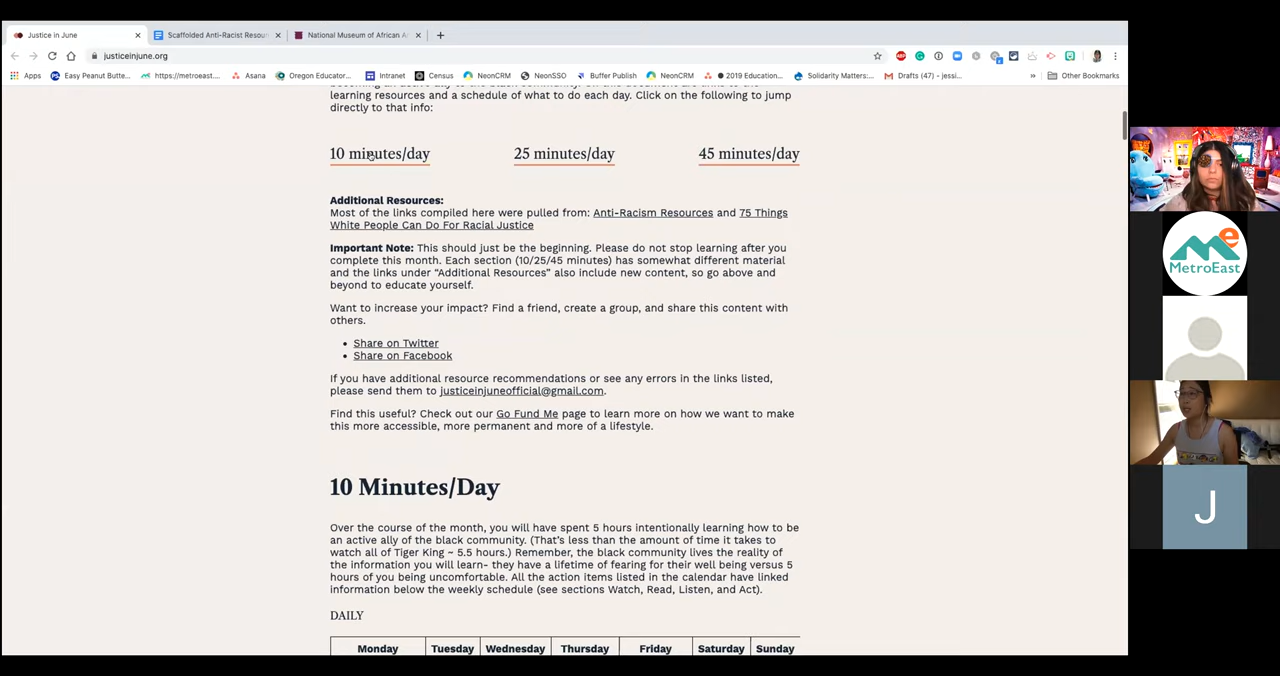 Justice in June
Scaffolded Anti-Racist Resour
National Museum of African A
justiceinjune.org
Apps
Easy Peanut Butte...
https://metroeast...
Asana
Oregon Educator...
Intranet
Census
NeonCRM
NeonSSO
Buffer Publish
NeonCRM
2019 Education...
Solidarity Matters:...
Drafts (47) - jessi...
»
Other Bookmarks
learning resources and a schedule of what to do each day. Click on the following to jump
directly to that info:
10 minutes/day
25 minutes/day
45 minutes/day
Additional Resources:
Most of the links compiled here were pulled from: Anti-Racism Resources and 75 Things
White People Can Do For Racial Justice
Important Note: This should just be the beginning. Please do not stop learning after you
complete this month. Each section (10/25/45 minutes) has somewhat different material
and the links under “Additional Resources” also include new content, so go above and
beyond to educate yourself.
Want to increase your impact? Find a friend, create a group, and share this content with
others.
• Share on Twitter
• Share on Facebook
If you have additional resource recommendations or see any errors in the links listed,
please send them to justiceinjuneofficial@gmail.com.
Find this useful? Check out our Go Fund Me page to learn more on how we want to make
this more accessible, more permanent and more of a lifestyle.
10 Minutes/Day
Over the course of the month, you will have spent 5 hours intentionally learning how to be
an active ally of the black community. (That’s less than the amount of time it takes to
watch all of Tiger King ~ 5.5 hours.) Remember, the black community lives the reality of
the information you will learn- they have a lifetime of fearing for their well being versus 5
hours of you being uncomfortable. All the action items listed in the calendar have linked
information below the weekly schedule (see sections Watch, Read, Listen, and Act).
DAILY
Monday
Tuesday
Wednesday
Thursday
Friday
Saturday
Sunday
Me
MetroEast
J